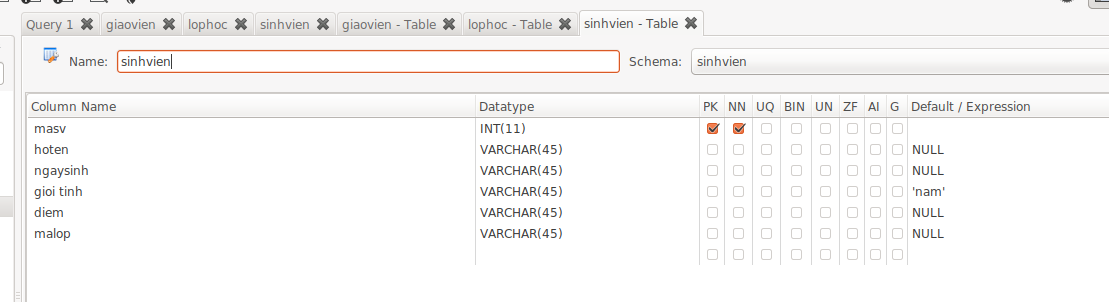 Query 1 giaovien lophoc sinhvien giaovien - Table lophoc - Table sinhvien - Table
Name: sinhvien Schema: sinhvien
Column Name Datatype PK NN UQ BIN UN ZF AI G Default / Expression
masv INT(11)
hoten VARCHAR(45) NULL
ngaysinh VARCHAR(45) NULL
gioi tinh VARCHAR(45) 'nam'
diem VARCHAR(45) NULL
malop VARCHAR(45) NULL